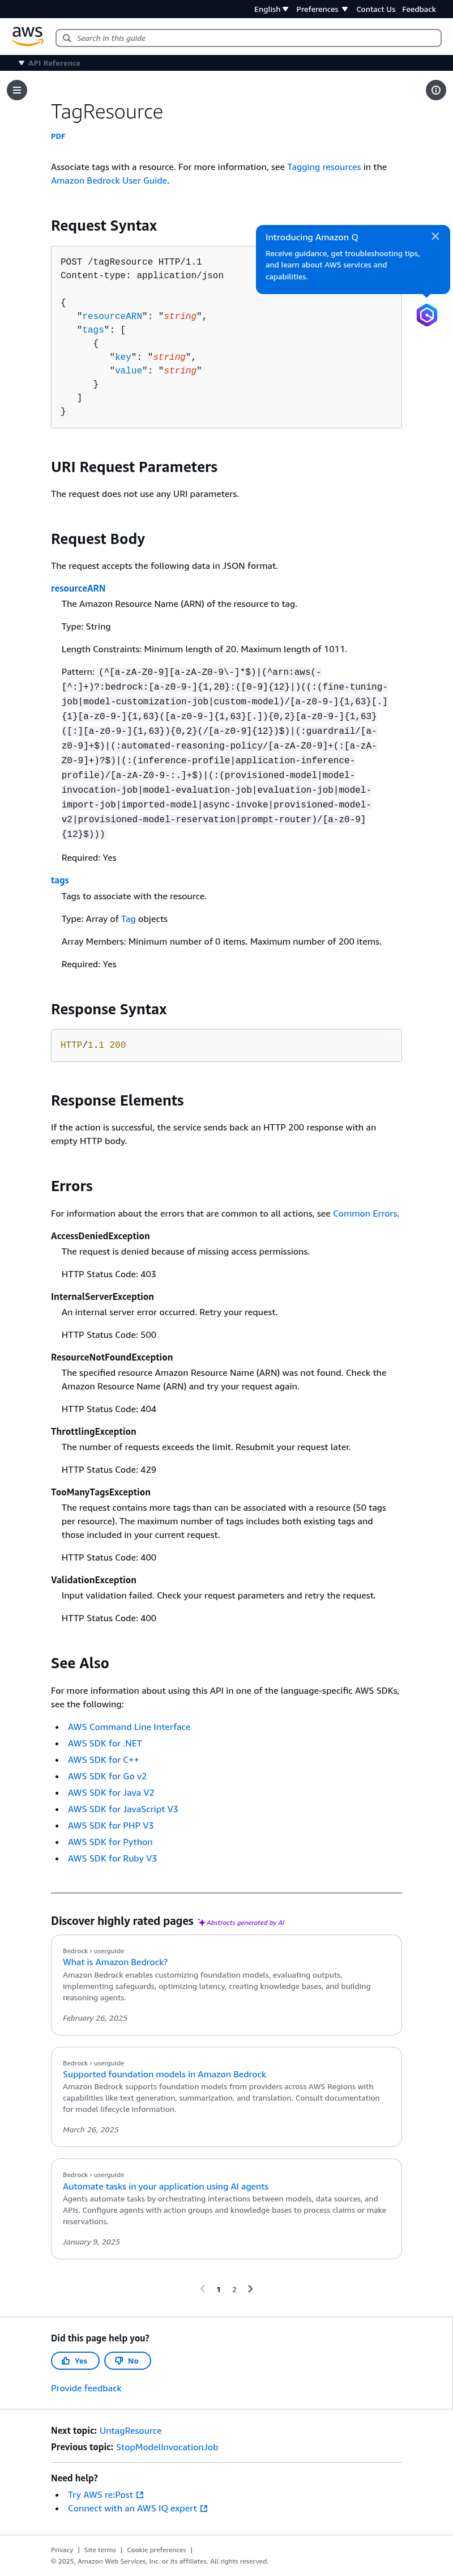 English Preferences Contact Us Feedback
aws
Search in this guide
API Reference
TagResource
PDF
Associate tags with a resource. For more information, see Tagging resources in the
Amazon Bedrock User Guide.
Request Syntax
Introducing Amazon Q
Receive guidance, get troubleshooting tips,
and learn about AWS services and
capabilities.
POST /tagResource HTTP/1.1
Content-type: application/json
{
"resourceARN": "string",
"tags": [
{
"key": "string",
"value": "string"
}
]
}
URI Request Parameters
The request does not use any URI parameters.
Request Body
The request accepts the following data in JSON format.
resourceARN
The Amazon Resource Name (ARN) of the resource to tag.
Type: String
Length Constraints: Minimum length of 20. Maximum length of 1011.
Pattern: (^[a-zA-Z0-9][a-zA-Z0-9\-]*$)|(^arn:aws(-
[^:]+)?:bedrock:[a-z0-9-]{1,20}:([0-9]{12}|)((:(fine-tuning-
job|model-customization-job|custom-model)/[a-z0-9-]{1,63}[.]
{1}[a-z0-9-]{1,63}([a-z0-9-]{1,63}[.]){0,2}[a-z0-9-]{1,63}
([:][a-z0-9-]{1,63}){0,2}(/[a-z0-9]{12})$)|(:guardrail/[a-
z0-9]+$)|(:automated-reasoning-policy/[a-zA-Z0-9]+(:[a-zA-
Z0-9]+)?$)|(:(inference-profile|application-inference-
profile)/[a-zA-Z0-9-:.]+$)|(:(provisioned-model|model-
invocation-job|model-evaluation-job|evaluation-job|model-
import-job|imported-model|async-invoke|provisioned-model-
v2|provisioned-model-reservation|prompt-router)/[a-z0-9]
{12}$)))
Required: Yes
tags
Tags to associate with the resource.
Type: Array of Tag objects
Array Members: Minimum number of 0 items. Maximum number of 200 items.
Required: Yes
Response Syntax
HTTP/1.1 200
Response Elements
If the action is successful, the service sends back an HTTP 200 response with an
empty HTTP body.
Errors
For information about the errors that are common to all actions, see Common Errors.
AccessDeniedException
The request is denied because of missing access permissions.
HTTP Status Code: 403
InternalServerException
An internal server error occurred. Retry your request.
HTTP Status Code: 500
ResourceNotFoundException
The specified resource Amazon Resource Name (ARN) was not found. Check the
Amazon Resource Name (ARN) and try your request again.
HTTP Status Code: 404
ThrottlingException
The number of requests exceeds the limit. Resubmit your request later.
HTTP Status Code: 429
TooManyTagsException
The request contains more tags than can be associated with a resource (50 tags
per resource). The maximum number of tags includes both existing tags and
those included in your current request.
HTTP Status Code: 400
ValidationException
Input validation failed. Check your request parameters and retry the request.
HTTP Status Code: 400
See Also
For more information about using this API in one of the language-specific AWS SDKs,
see the following:
• AWS Command Line Interface
• AWS SDK for .NET
• AWS SDK for C++
• AWS SDK for Go v2
• AWS SDK for Java V2
• AWS SDK for JavaScript V3
• AWS SDK for PHP V3
• AWS SDK for Python
• AWS SDK for Ruby V3
Discover highly rated pages Abstracts generated by AI
Bedrock › userguide
What is Amazon Bedrock?
Amazon Bedrock enables customizing foundation models, evaluating outputs,
implementing safeguards, optimizing latency, creating knowledge bases, and building
reasoning agents.
February 26, 2025
Bedrock › userguide
Supported foundation models in Amazon Bedrock
Amazon Bedrock supports foundation models from providers across AWS Regions with
capabilities like text generation, summarization, and translation. Consult documentation
for model lifecycle information.
March 26, 2025
Bedrock › userguide
Automate tasks in your application using AI agents
Agents automate tasks by orchestrating interactions between models, data sources, and
APIs. Configure agents with action groups and knowledge bases to process claims or make
reservations.
January 9, 2025
1 2
Did this page help you?
Yes No
Provide feedback
Next topic: UntagResource
Previous topic: StopModelInvocationJob
Need help?
• Try AWS re:Post
• Connect with an AWS IQ expert
Privacy | Site terms | Cookie preferences |
© 2025, Amazon Web Services, Inc. or its affiliates. All rights reserved.